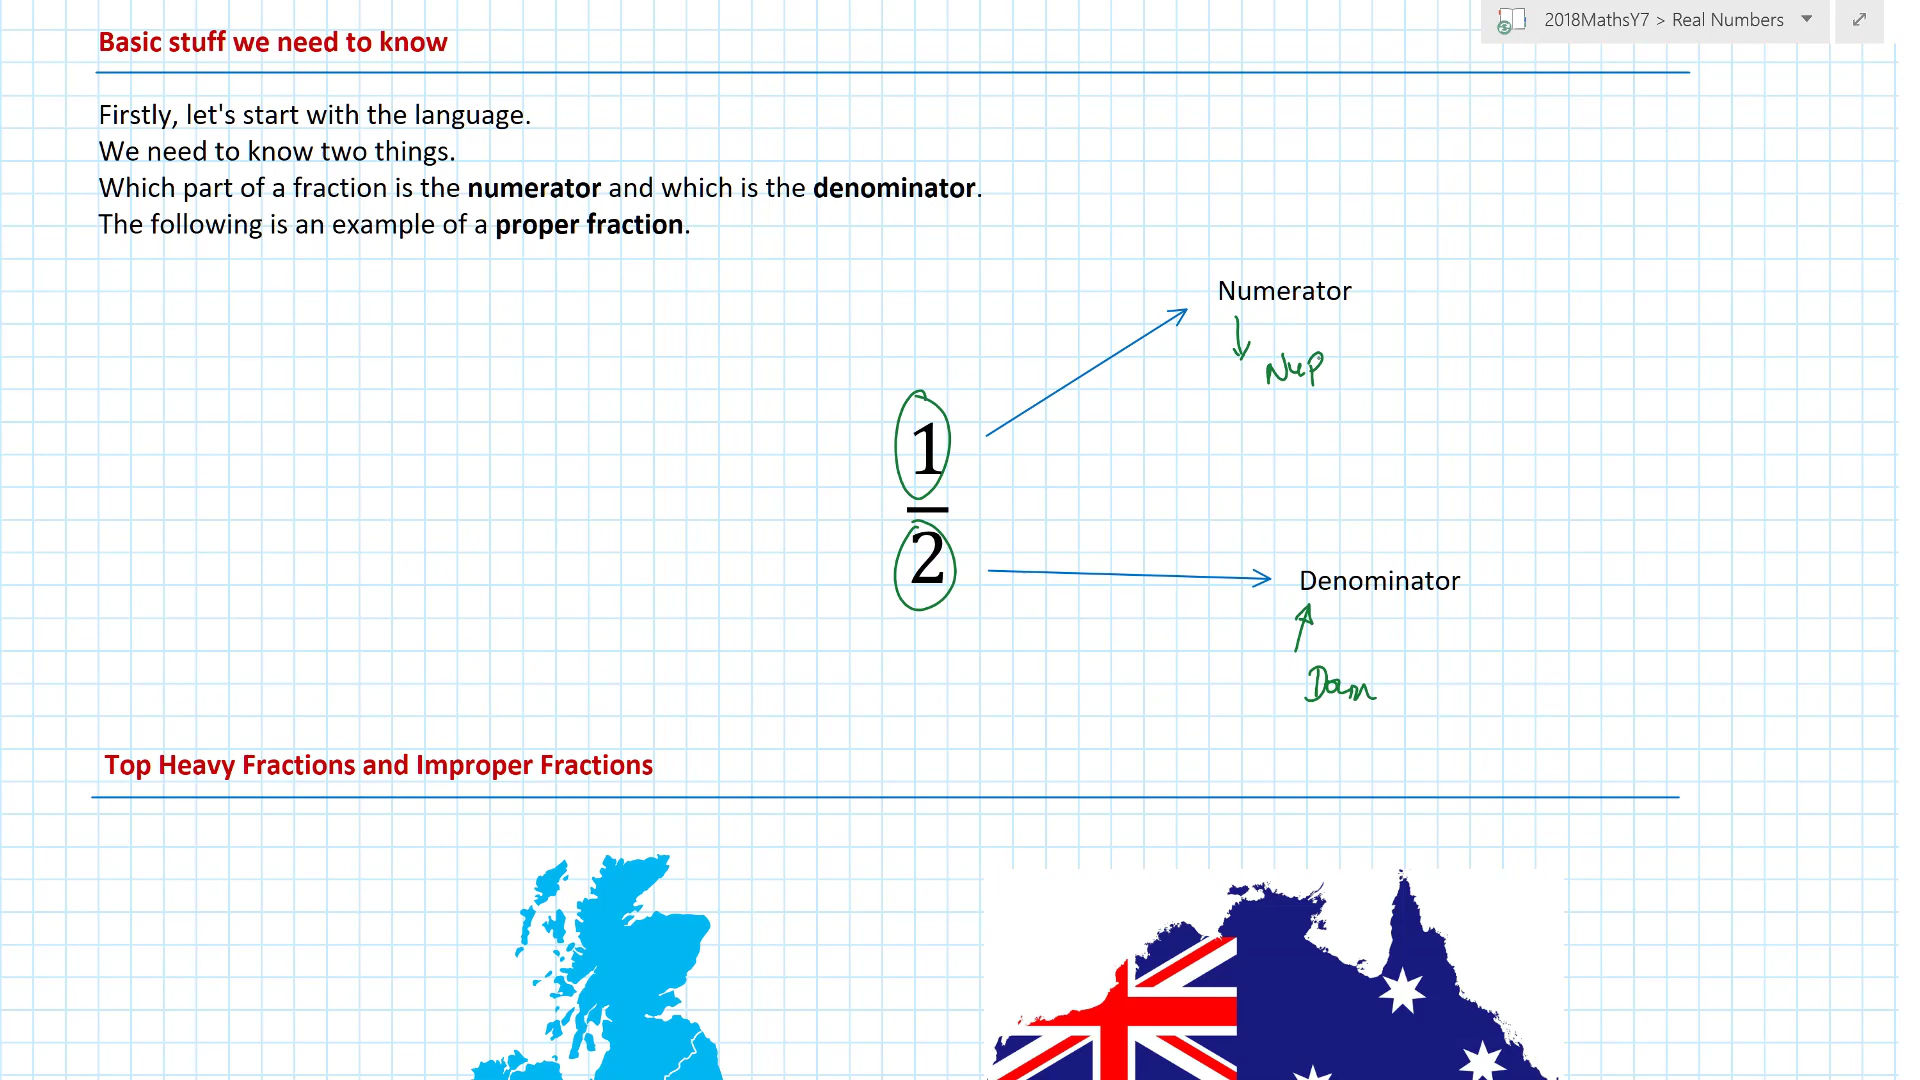 2018MathsY7 > Real Numbers
Basic stuff we need to know
Firstly, let's start with the language.
We need to know two things.
Which part of a fraction is the numerator and which is the denominator.
The following is an example of a proper fraction.
Numerator
Nup
1
2
Denominator
Down
Top Heavy Fractions and Improper Fractions